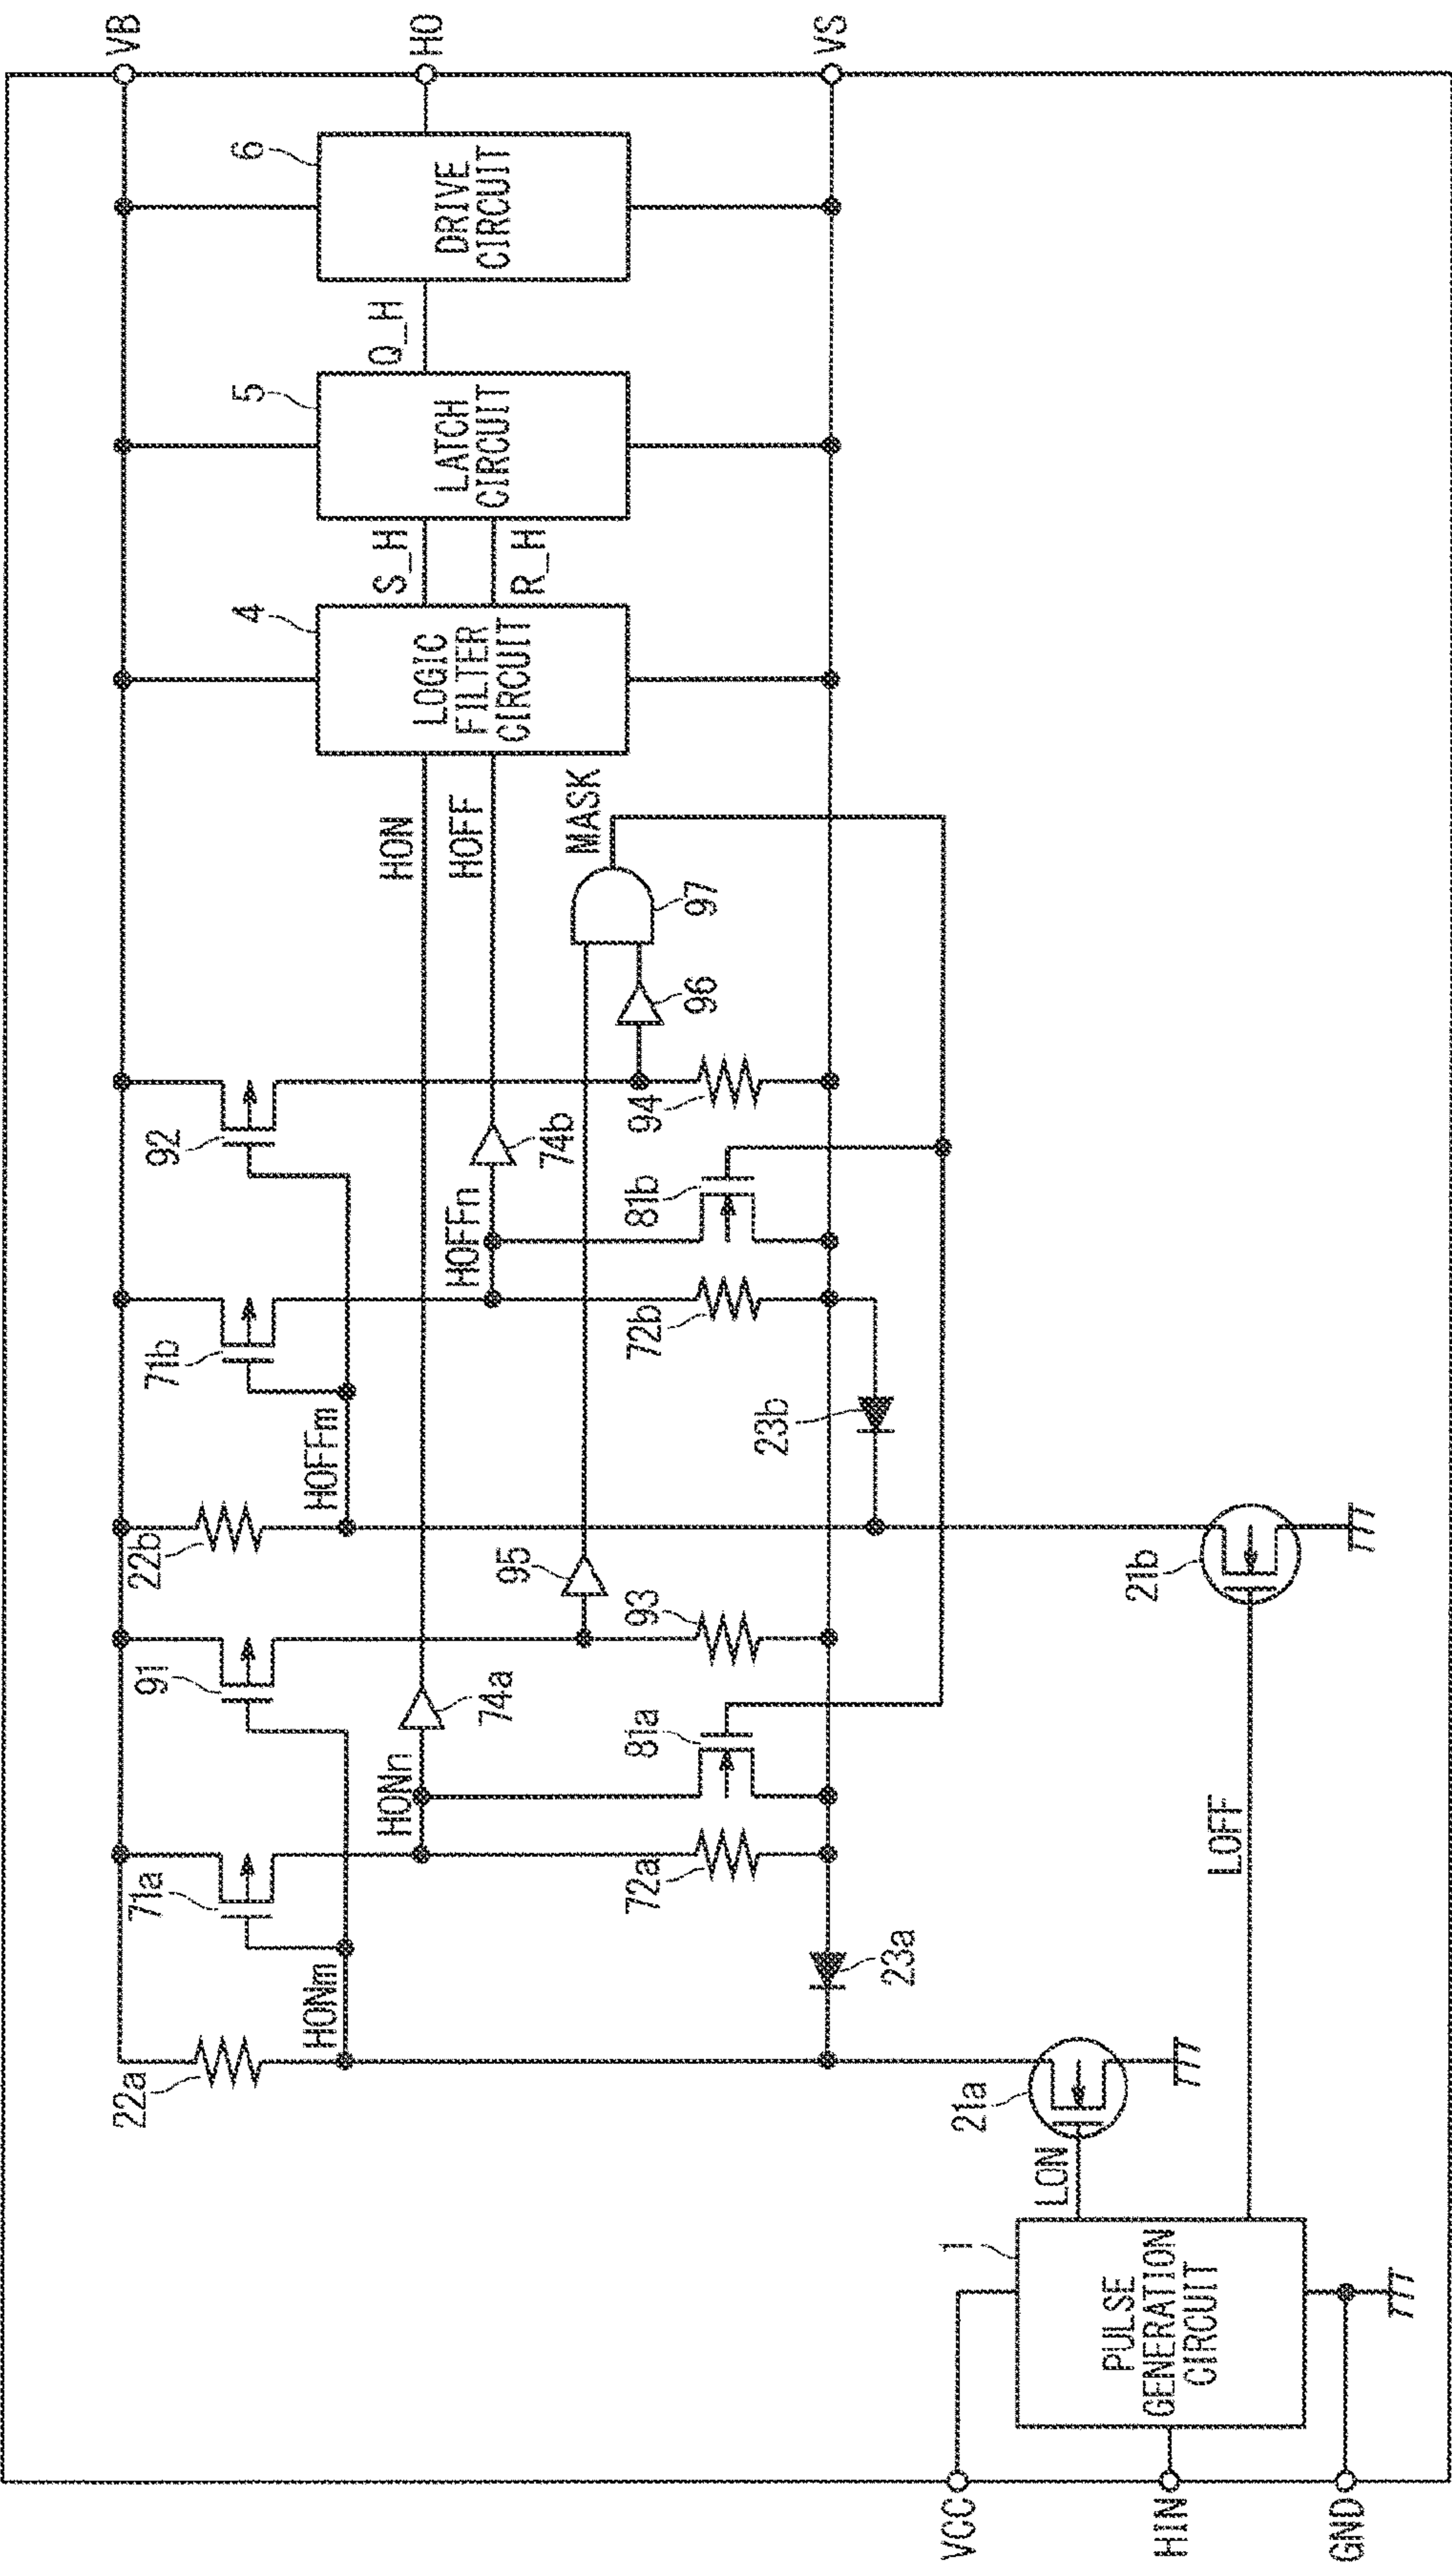 VB
HO
VS
6
DRIVE
CIRCUIT
Q_H
5
LATCH
CIRCUIT
S_H
R_H
4
LOGIC
FILTER
CIRCUIT
HON
HOFF
MASK
97
96
94
92
74b
81b
HOFFn
72b
71b
23b
HOFFm
22b
21b
95
93
91
74a
81a
HONn
72a
71a
23a
HONm
22a
21a
LOFF
LON
1
PULSE
GENERATION
CIRCUIT
VCC
HIN
GND